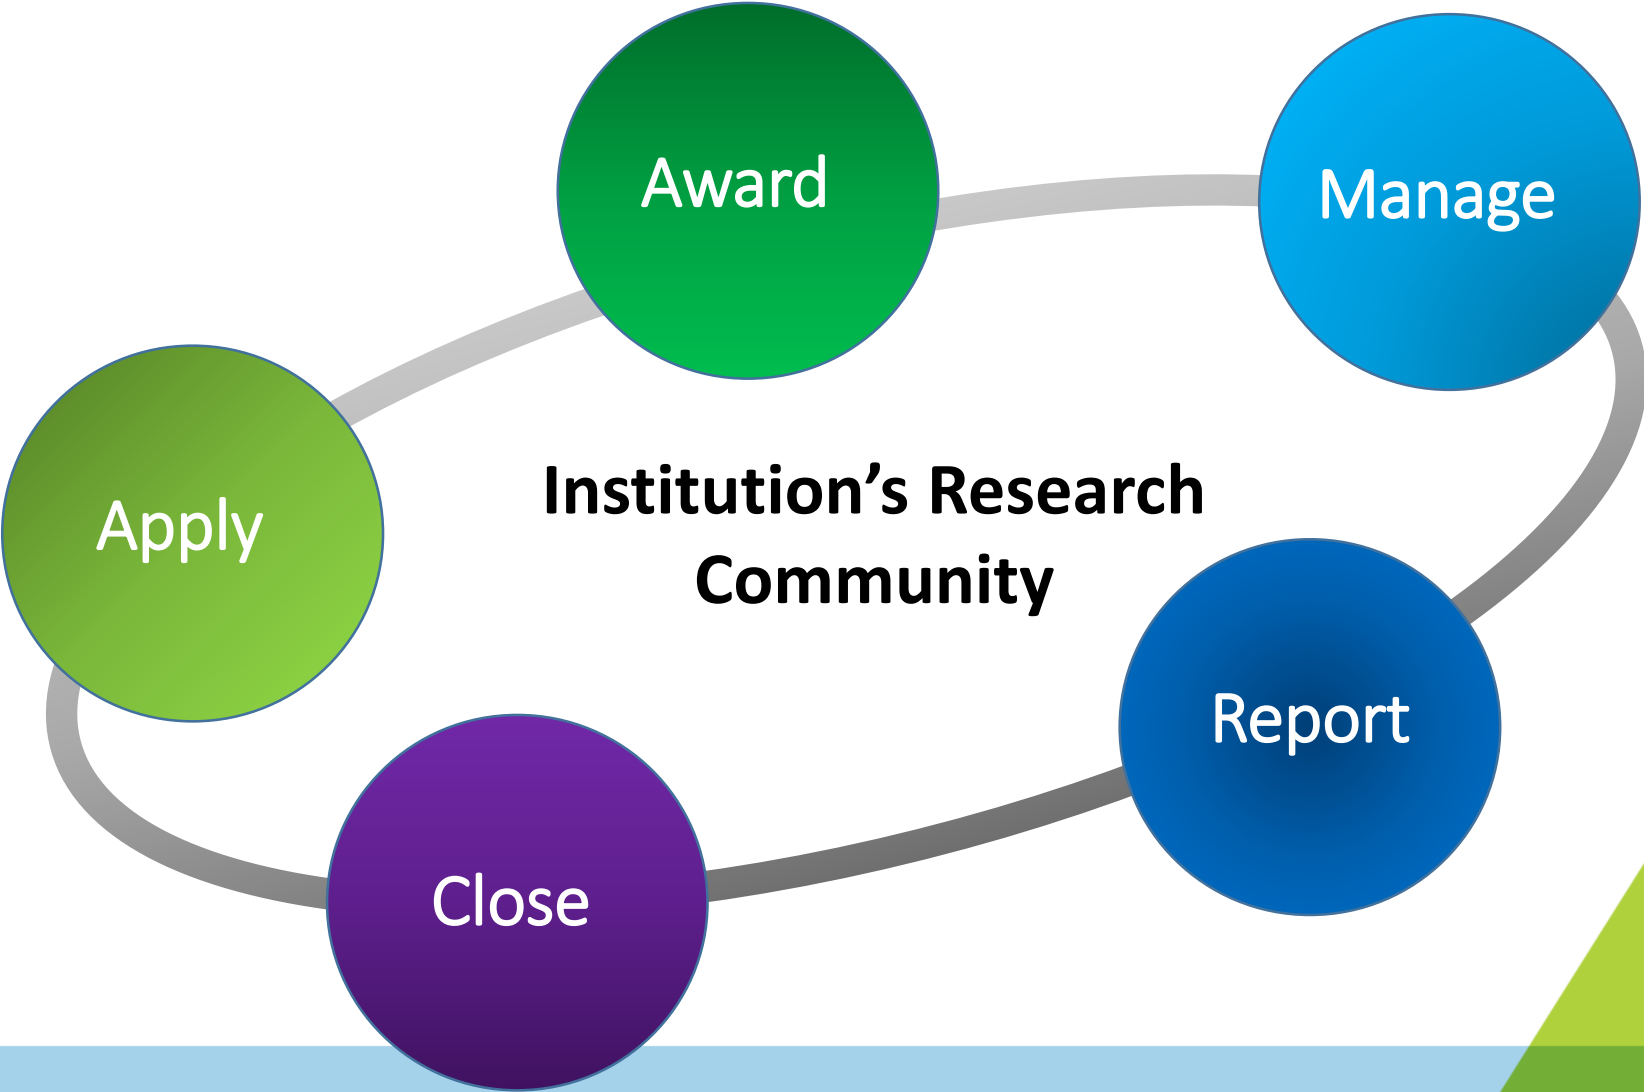 Award
Manage
Apply
Institution’s Research
Community
Report
Close